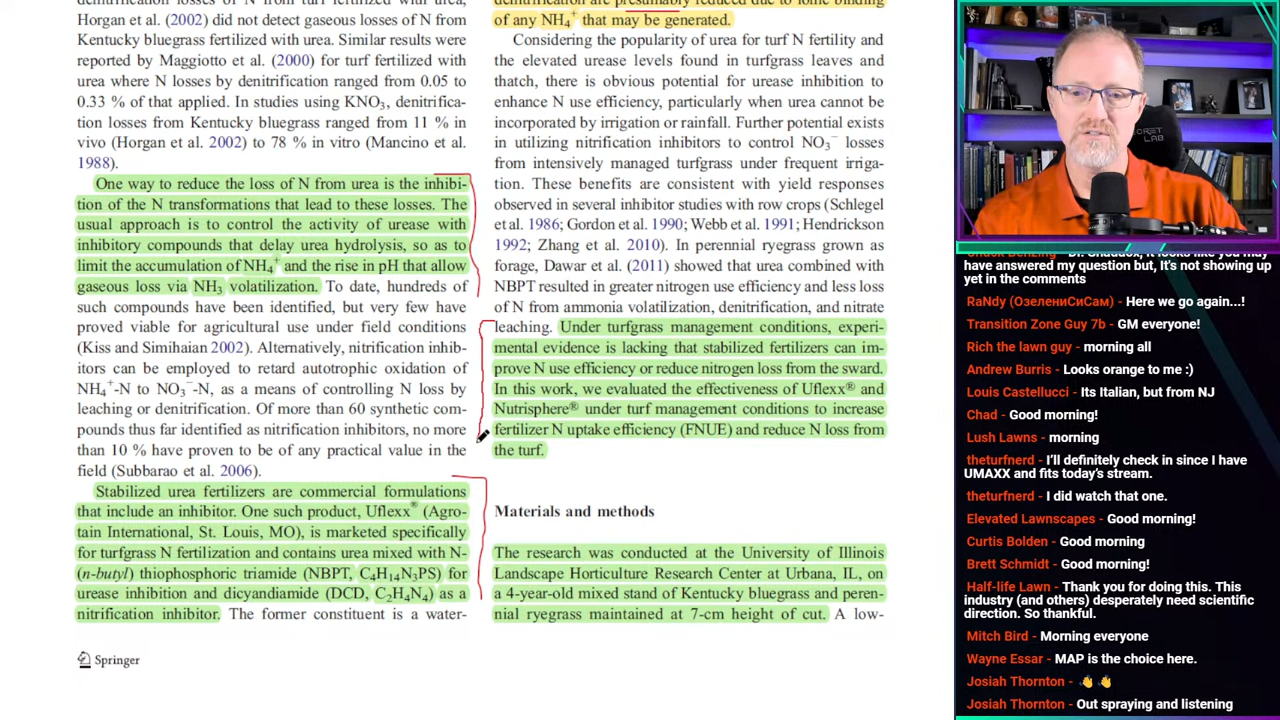 Horgan et al. (2002) did not detect gaseous losses of N from
Kentucky bluegrass fertilized with urea. Similar results were
reported by Maggiotto et al. (2000) for turf fertilized with
urea where N losses by denitrification ranged from 0.05 to
0.33 % of that applied. In studies using KNO3, denitrifica-
tion losses from Kentucky bluegrass ranged from 11 % in
vivo (Horgan et al. 2002) to 78 % in vitro (Mancino et al.
1988).
One way to reduce the loss of N from urea is the inhibi-
tion of the N transformations that lead to these losses. The
usual approach is to control the activity of urease with
inhibitory compounds that delay urea hydrolysis, so as to
limit the accumulation of NH4+ and the rise in pH that allow
gaseous loss via NH3 volatilization. To date, hundreds of
such compounds have been identified, but very few have
proved viable for agricultural use under field conditions
(Kiss and Simihaian 2002). Alternatively, nitrification inhib-
itors can be employed to retard autotrophic oxidation of
NH4+-N to NO3−-N, as a means of controlling N loss by
leaching or denitrification. Of more than 60 synthetic com-
pounds thus far identified as nitrification inhibitors, no more
than 10 % have proven to be of any practical value in the
field (Subbarao et al. 2006).
Stabilized urea fertilizers are commercial formulations
that include an inhibitor. One such product, Uflexx® (Agro-
tain International, St. Louis, MO), is marketed specifically
for turfgrass N fertilization and contains urea mixed with N-
(n-butyl) thiophosphoric triamide (NBPT, C4H14N3PS) for
urease inhibition and dicyandiamide (DCD, C2H4N4) as a
nitrification inhibitor. The former constituent is a water-
Springer
of any NH4+ that may be generated.
Considering the popularity of urea for turf N fertility and
the elevated urease levels found in turfgrass leaves and
thatch, there is obvious potential for urease inhibition to
enhance N use efficiency, particularly when urea cannot be
incorporated by irrigation or rainfall. Further potential exists
in utilizing nitrification inhibitors to control NO3− losses
from intensively managed turfgrass under frequent irriga-
tion. These benefits are consistent with yield responses
observed in several inhibitor studies with row crops (Schlegel
et al. 1986; Gordon et al. 1990; Webb et al. 1991; Hendrickson
1992; Zhang et al. 2010). In perennial ryegrass grown as
forage, Dawar et al. (2011) showed that urea combined with
NBPT resulted in greater nitrogen use efficiency and less loss
of N from ammonia volatilization, denitrification, and nitrate
leaching. Under turfgrass management conditions, experi-
mental evidence is lacking that stabilized fertilizers can im-
prove N use efficiency or reduce nitrogen loss from the sward.
In this work, we evaluated the effectiveness of Uflexx® and
Nutrisphere® under turf management conditions to increase
fertilizer N uptake efficiency (FNUE) and reduce N loss from
the turf.
Materials and methods
The research was conducted at the University of Illinois
Landscape Horticulture Research Center at Urbana, IL, on
a 4-year-old mixed stand of Kentucky bluegrass and peren-
nial ryegrass maintained at 7-cm height of cut. A low-
have answered my question but, it's not showing up
yet in the comments
RaNdy (ОзелениСиСам) - Here we go again...!
Transition Zone Guy 7b - GM everyone!
Rich the lawn guy - morning all
Andrew Burris - Looks orange to me :)
Louis Castellucci - Its Italian, but from NJ
Chad - Good morning!
Lush Lawns - morning
theturfnerd - I'll definitely check in since I have
UMAXX and fits today's stream.
theturfnerd - I did watch that one.
Elevated Lawnscapes - Good morning!
Curtis Bolden - Good morning
Brett Schmidt - Good morning!
Half-life Lawn - Thank you for doing this. This
industry (and others) desperately need scientific
direction. So thankful.
Mitch Bird - Morning everyone
Wayne Essar - MAP is the choice here.
Josiah Thornton - 👋 👋
Josiah Thornton - Out spraying and listening